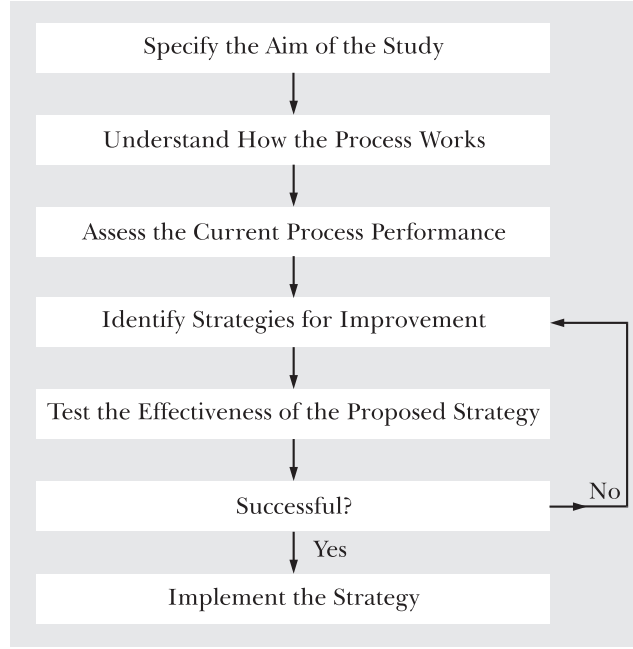 Specify the Aim of the Study
Understand How the Process Works
Assess the Current Process Performance
Identify Strategies for Improvement
Test the Effectiveness of the Proposed Strategy
Successful?
No
Yes
Implement the Strategy